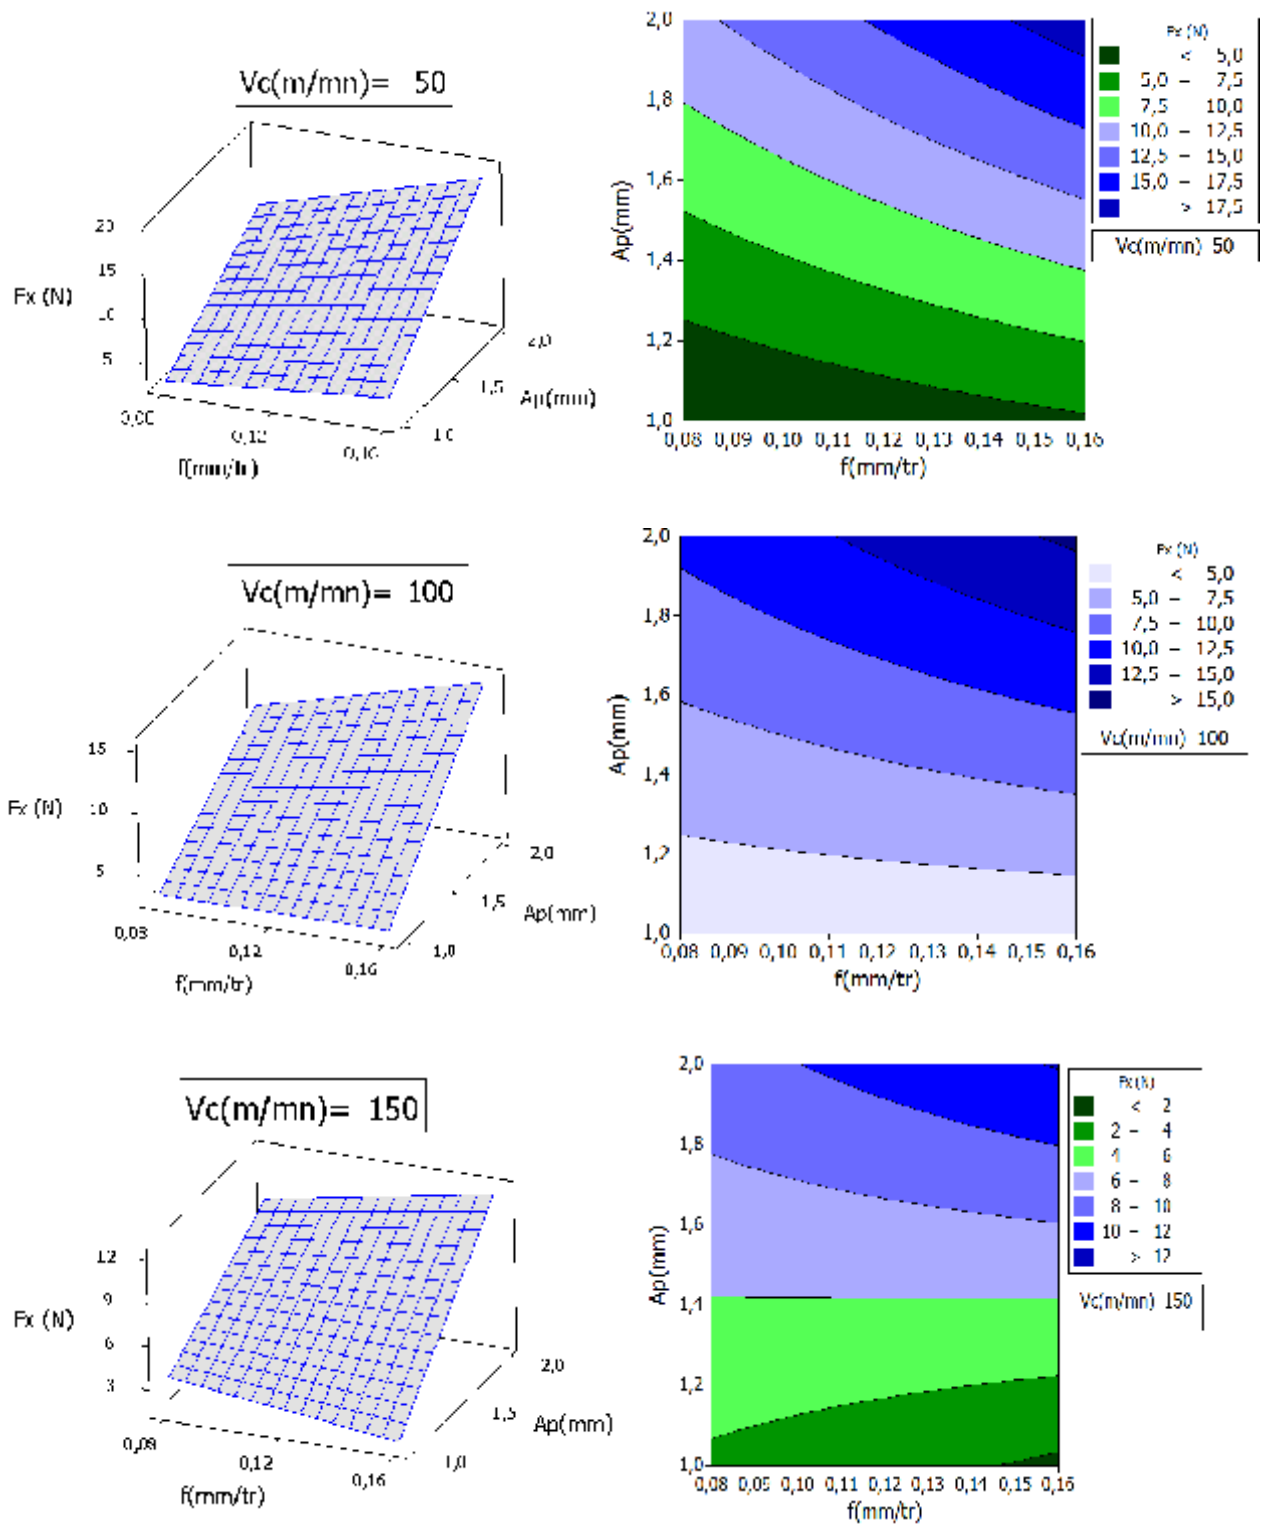 Vc(m/mn)= 50
20
15
10
5
Fx (N)
0,12
f(mm/tr)
2,0
1,5
1,0
Ap(mm)
2,0
1,8
1,6
1,4
1,2
1,0
Ap(mm)
0,08 0,09 0,10 0,11 0,12 0,13 0,14 0,15 0,16
f(mm/tr)
Fx (N)
< 5,0
5,0 – 7,5
7,5 10,0
10,0 – 12,5
12,5 – 15,0
15,0 – 17,5
> 17,5
Vc(m/mn) 50
Vc(m/mn)= 100
15
10
5
Fx (N)
0,08
0,12
0,16
f(mm/tr)
2,0
1,5
1,0
Ap(mm)
2,0
1,8
1,6
1,4
1,2
1,0
Ap(mm)
0,08 0,09 0,10 0,11 0,12 0,13 0,14 0,15 0,16
f(mm/tr)
Fx (N)
< 5,0
5,0 – 7,5
7,5 – 10,0
10,0 – 12,5
12,5 – 15,0
> 15,0
Vc(m/mn) 100
Vc(m/mn)= 150
12
9
6
3
Fx (N)
0,12
0,16
f(mm/tr)
2,0
1,5
1,0
Ap(mm)
2,0
1,8
1,6
1,4
1,2
1,0
Ap(mm)
0,08 0,09 0,10 0,11 0,12 0,13 0,14 0,15 0,16
f(mm/tr)
Fx (N)
< 2
2 – 4
4 6
6 – 8
8 – 10
10 – 12
> 12
Vc(m/mn) 150